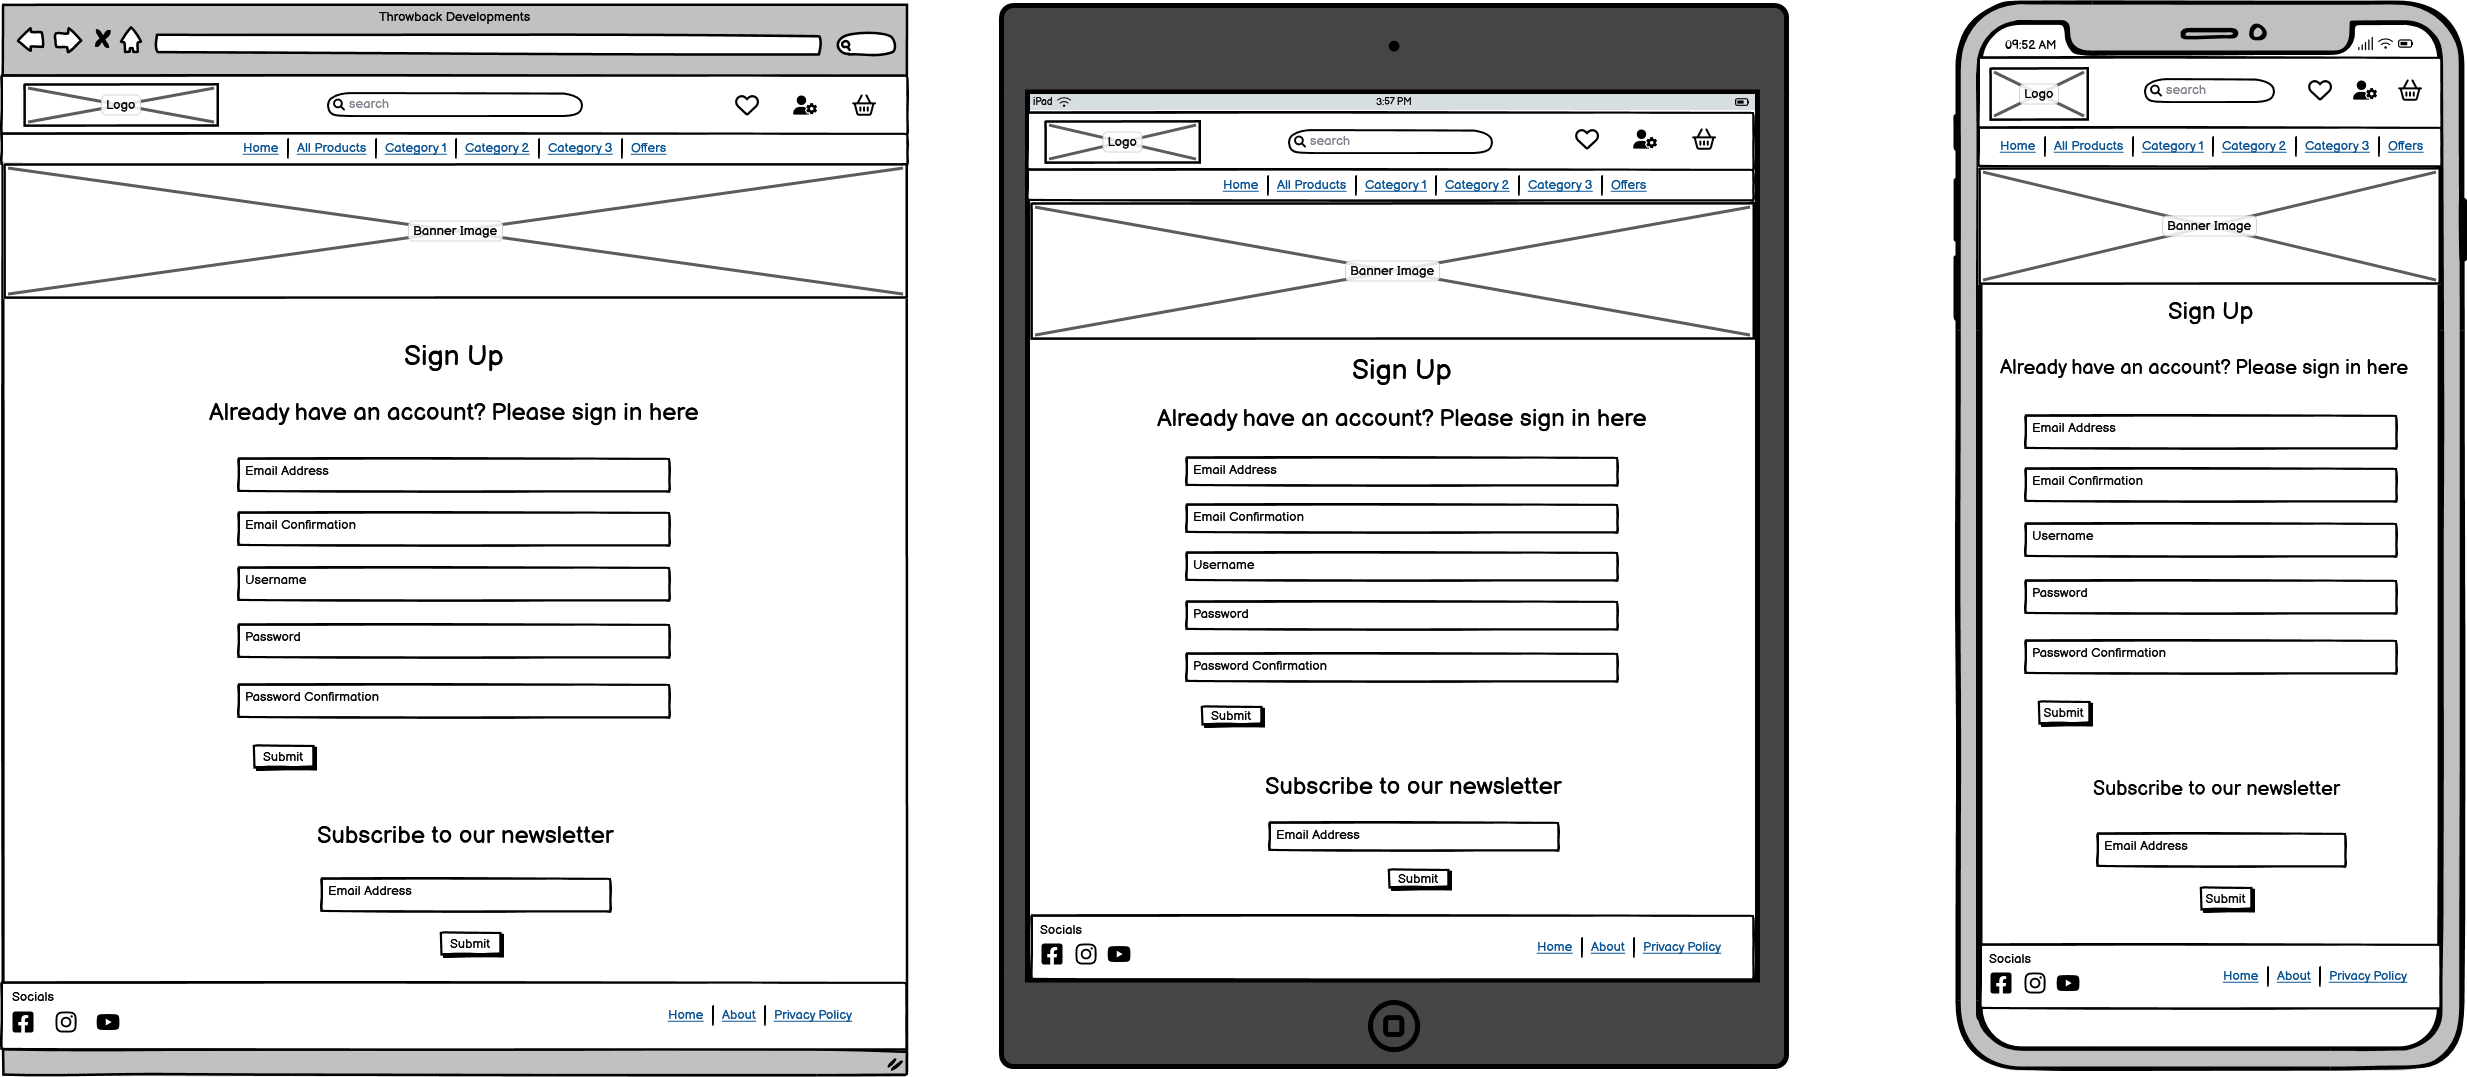 Throwback Developments
Logo
search
Home All Products Category 1 Category 2 Category 3 Offers
Banner Image
Sign Up
Already have an account? Please sign in here
Email Address
Email Confirmation
Username
Password
Password Confirmation
Submit
Subscribe to our newsletter
Email Address
Submit
Socials
Home About Privacy Policy
iPad 3:57 PM
Logo
search
Home All Products Category 1 Category 2 Category 3 Offers
Banner Image
Sign Up
Already have an account? Please sign in here
Email Address
Email Confirmation
Username
Password
Password Confirmation
Submit
Subscribe to our newsletter
Email Address
Submit
Socials
Home About Privacy Policy
09:52 AM
Logo
search
Home All Products Category 1 Category 2 Category 3 Offers
Banner Image
Sign Up
Already have an account? Please sign in here
Email Address
Email Confirmation
Username
Password
Password Confirmation
Submit
Subscribe to our newsletter
Email Address
Submit
Socials
Home About Privacy Policy